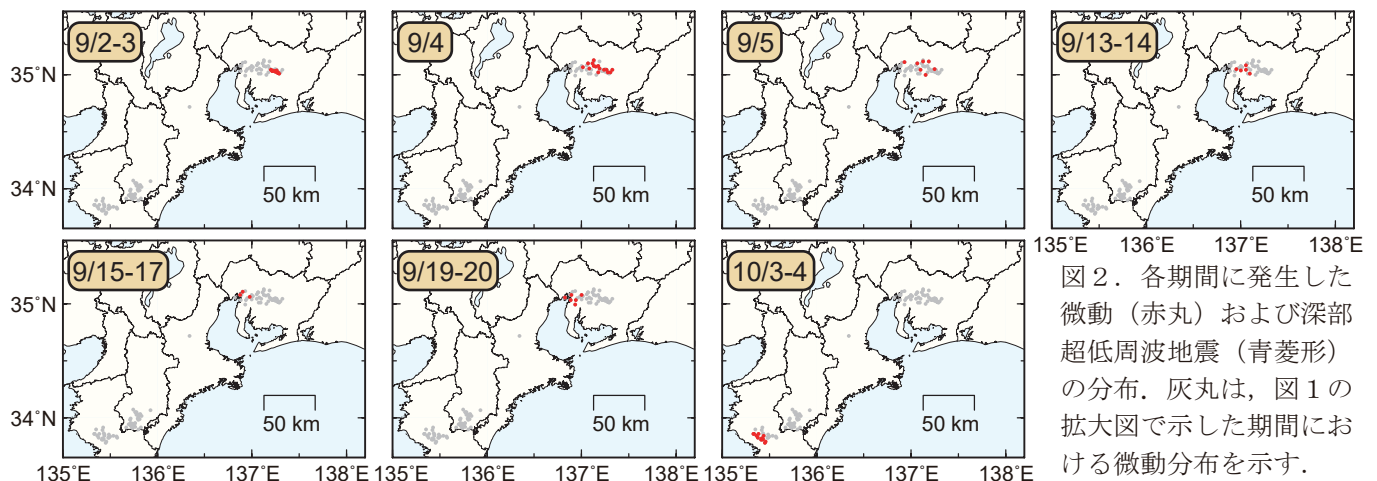 9/2-3
9/4
9/5
9/13-14
35°N
34°N
50 km
50 km
50 km
50 km
135°E 136°E 137°E 138°E
9/15-17
9/19-20
10/3-4
35°N
34°N
50 km
50 km
50 km
135°E 136°E 137°E 138°E
135°E 136°E 137°E 138°E
135°E 136°E 137°E 138°E
図２．各期間に発生した
微動（赤丸）および深部
超低周波地震（青菱形）
の分布．灰丸は，図１の
拡大図で示した期間にお
ける微動分布を示す．